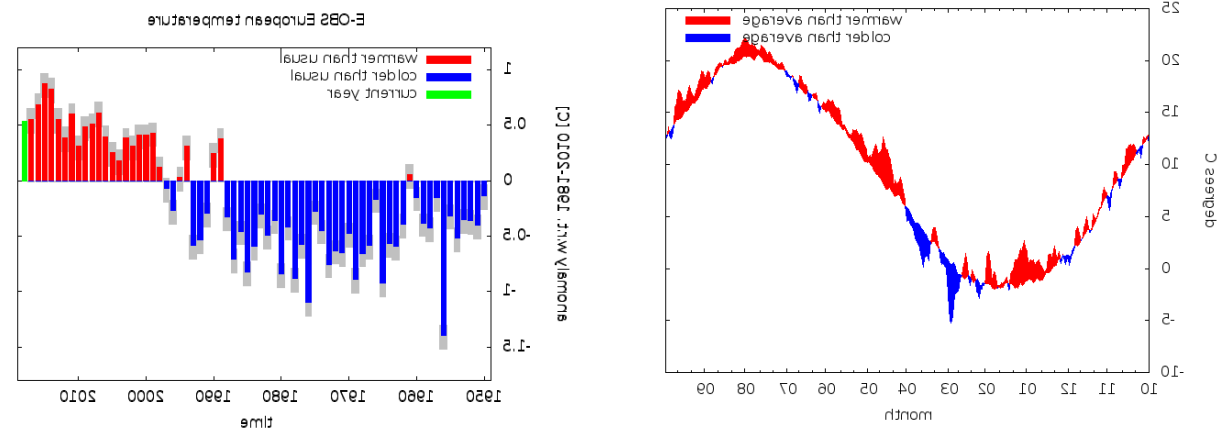 warmer than average
colder than average
25
20
15
10
5
0
-5
-10
degrees C
10 11 12 01 02 03 04 05 06 07 08 09
month
E-OBS European temperature
warmer than usual
colder than usual
current year
1
0.5
0
-0.5
-1
-1.5
anomaly w.r.t. 1981-2010 [C]
1950 1960 1970 1980 1990 2000 2010
time